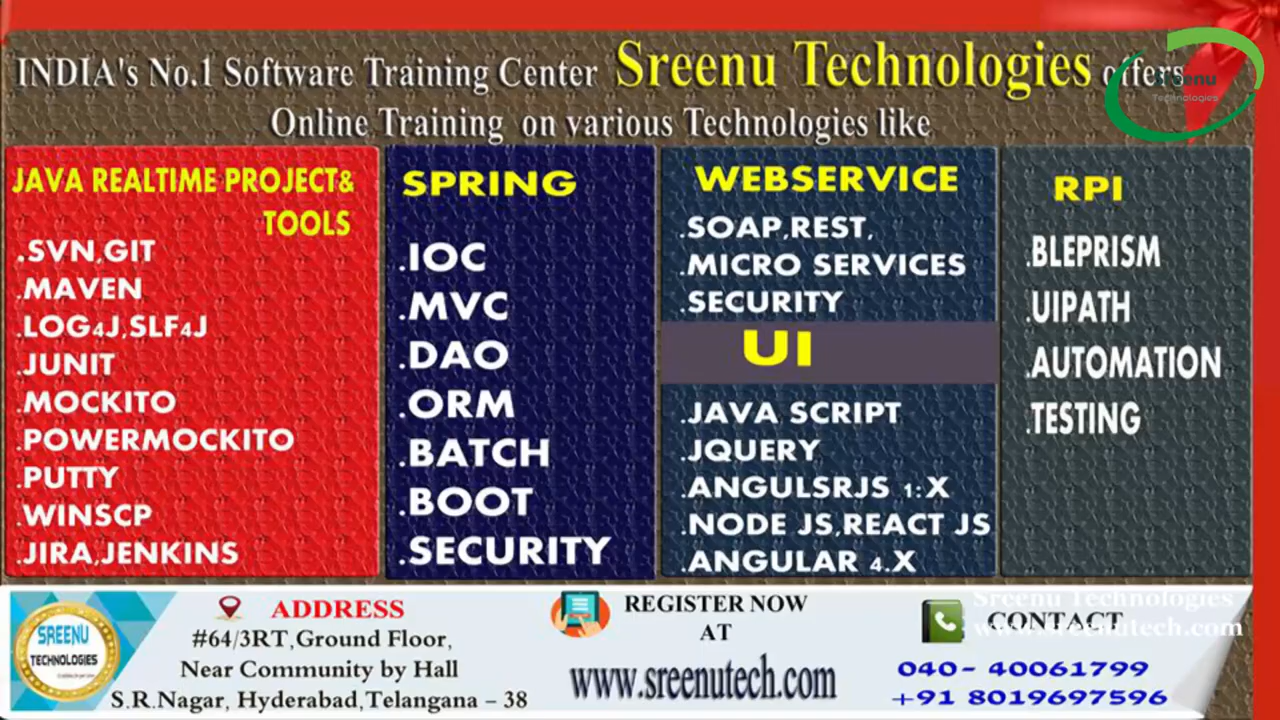 INDIA's No.1 Software Training Center Sreenu Technologies offers
Online Training on various Technologies like
Sreenu
Technologies
JAVA REALTIME PROJECT&
TOOLS
.SVN,GIT
.MAVEN
.LOG4J,SLF4J
.JUNIT
.MOCKITO
.POWERMOCKITO
.PUTTY
.WINSCP
.JIRA,JENKINS
SPRING
.IOC
.MVC
.DAO
.ORM
.BATCH
.BOOT
.SECURITY
WEBSERVICE
.SOAP,REST,
.MICRO SERVICES
.SECURITY
UI
.JAVA SCRIPT
.JQUERY
.ANGULSRJS 1:X
.NODE JS,REACT JS
.ANGULAR 4.X
RPI
.BLEPRISM
.UIPATH
.AUTOMATION
.TESTING
SREENU
TECHNOLOGIES
ADDRESS
#64/3RT,Ground Floor,
Near Community by Hall
S.R.Nagar, Hyderabad,Telangana – 38
REGISTER NOW
AT
www.sreenutech.com
CONTACT
Sreenu Technologies
www.sreenutech.com
040- 40061799
+91 8019697596